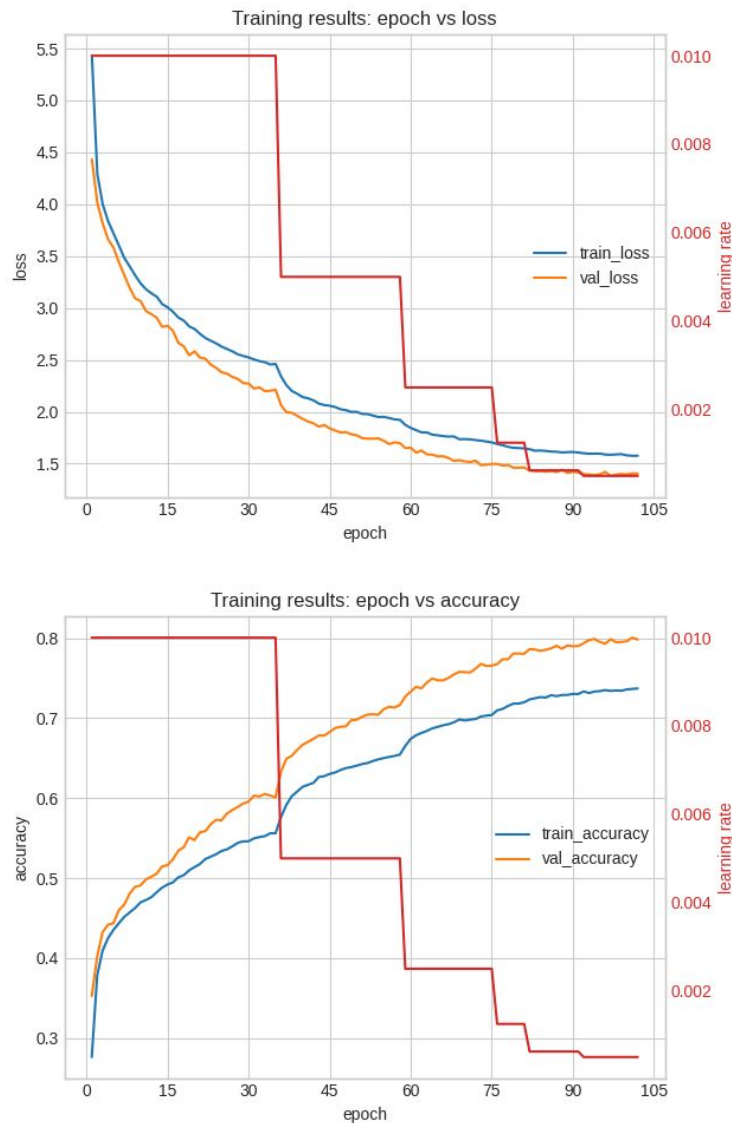 Training results: epoch vs loss
5.5
5.0
4.5
4.0
3.5
3.0
2.5
2.0
1.5
loss
0.010
0.008
0.006
0.004
0.002
learning rate
train_loss
val_loss
0 15 30 45 60 75 90 105
epoch
Training results: epoch vs accuracy
0.8
0.7
0.6
0.5
0.4
0.3
accuracy
0.010
0.008
0.006
0.004
0.002
learning rate
train_accuracy
val_accuracy
0 15 30 45 60 75 90 105
epoch